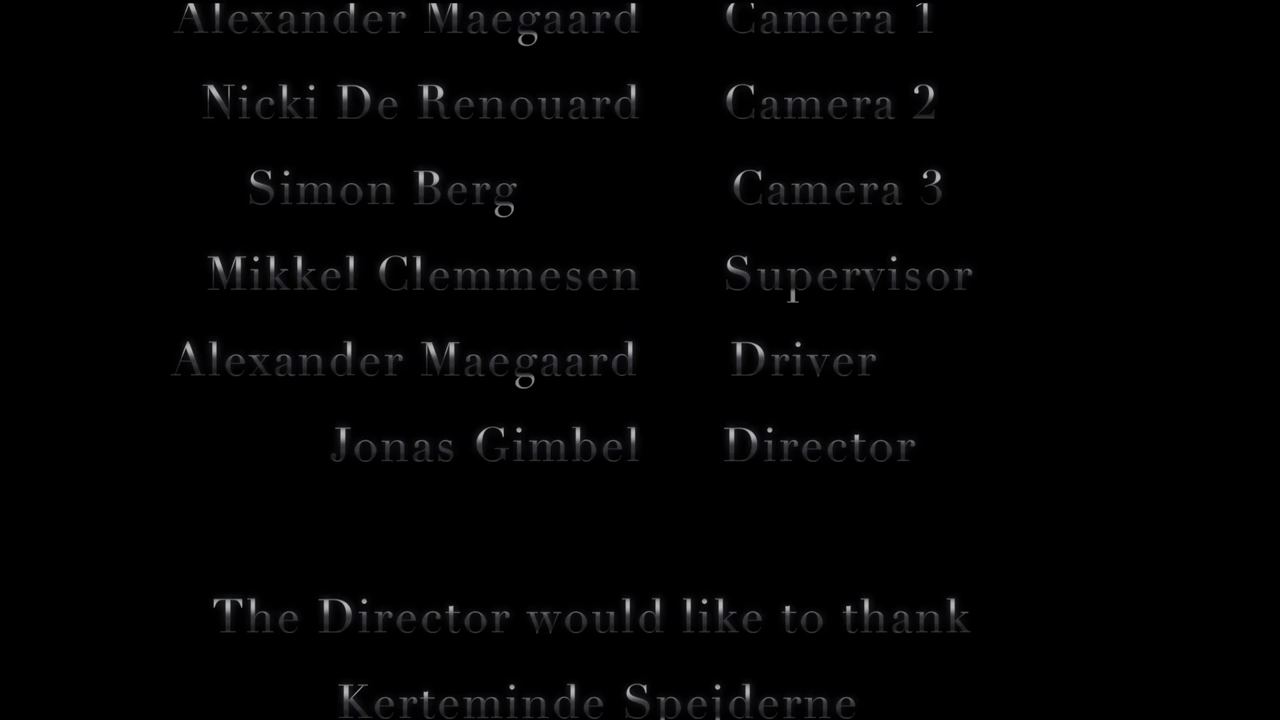 Alexander Maegaard Camera 1
Nicki De Renouard Camera 2
Simon Berg Camera 3
Mikkel Clemmesen Supervisor
Alexander Maegaard Driver
Jonas Gimbel Director
The Director would like to thank
Kerteminde Spejderne